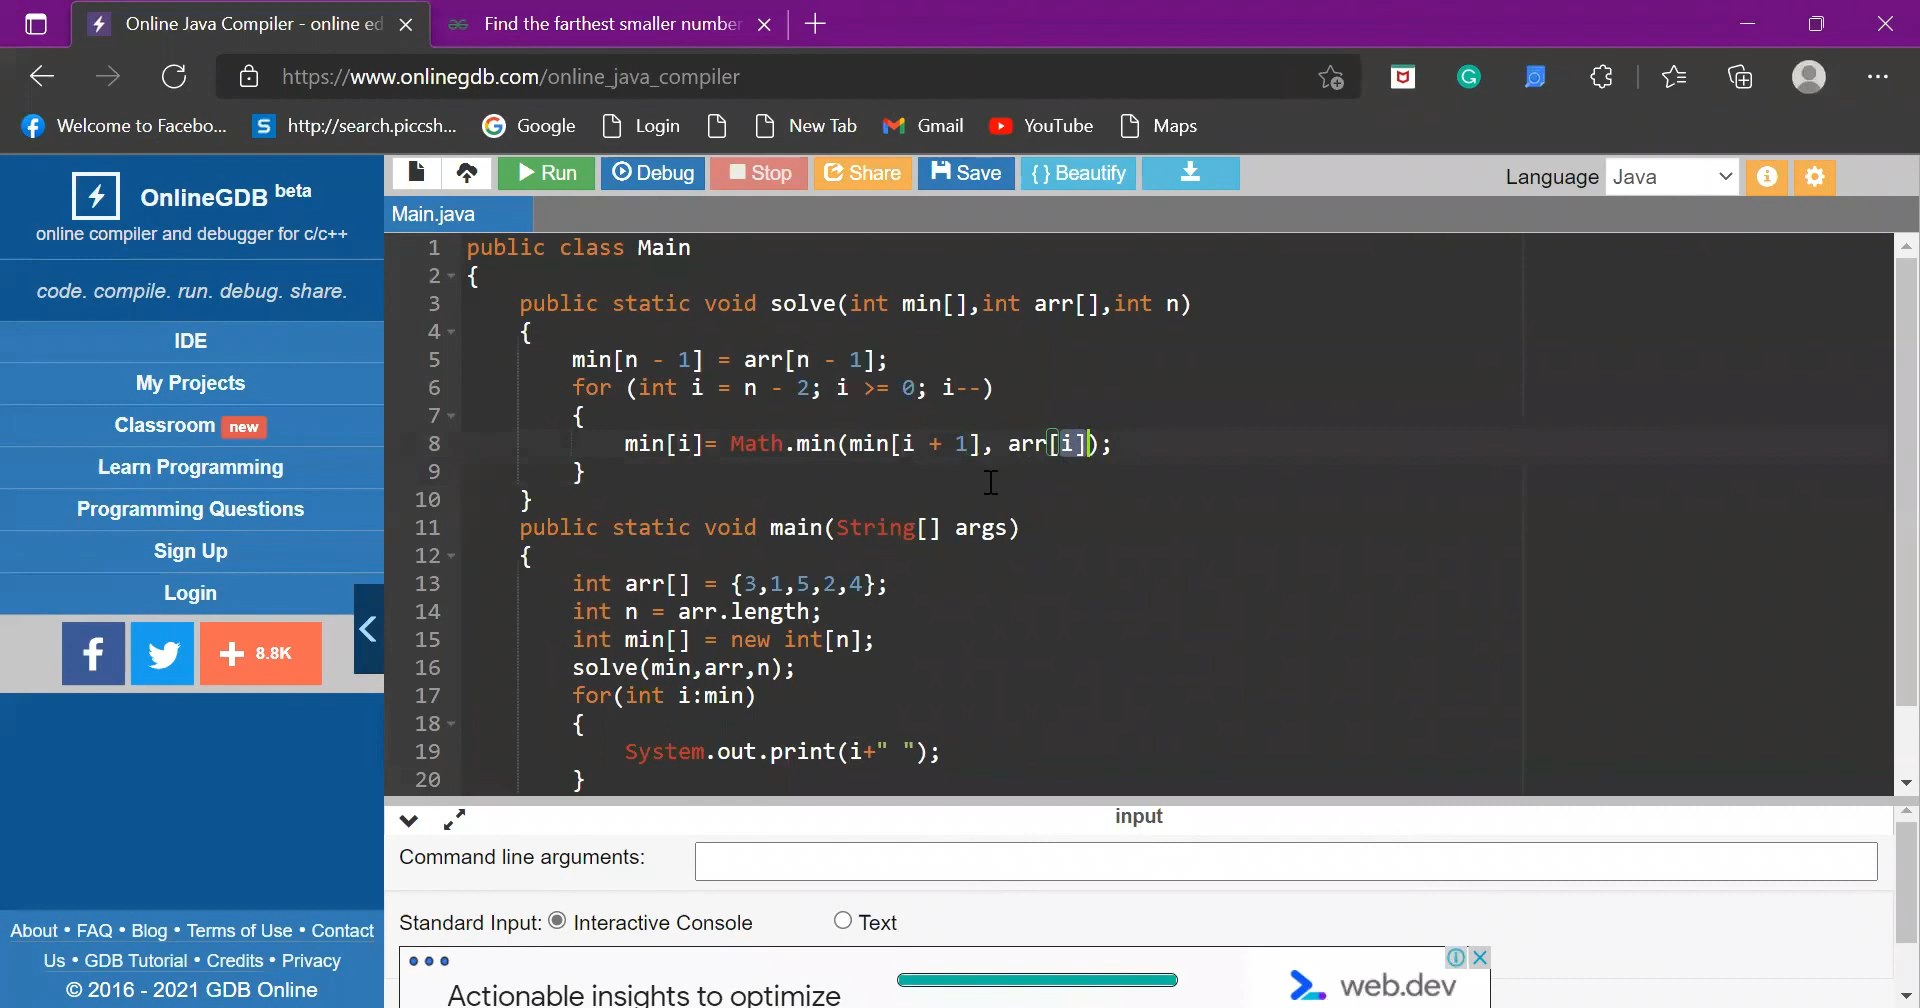 Online Java Compiler - online ed
Find the farthest smaller number
https://www.onlinegdb.com/online_java_compiler
Welcome to Facebo...
http://search.piccsh...
Google
Login
New Tab
Gmail
YouTube
Maps
OnlineGDB beta
online compiler and debugger for c/c++
code. compile. run. debug. share.
IDE
My Projects
Classroom new
Learn Programming
Programming Questions
Sign Up
Login
8.8K
About • FAQ • Blog • Terms of Use • Contact
Us • GDB Tutorial • Credits • Privacy
© 2016 - 2021 GDB Online
Run
Debug
Stop
Share
Save
{ } Beautify
Language Java
Main.java
1 public class Main
2 {
3 public static void solve(int min[],int arr[],int n)
4 {
5 min[n - 1] = arr[n - 1];
6 for (int i = n - 2; i >= 0; i--)
7 {
8 min[i]= Math.min(min[i + 1], arr[i]);
9 }
10 }
11 public static void main(String[] args)
12 {
13 int arr[] = {3,1,5,2,4};
14 int n = arr.length;
15 int min[] = new int[n];
16 solve(min,arr,n);
17 for(int i:min)
18 {
19 System.out.print(i+" ");
20 }
input
Command line arguments:
Standard Input: Interactive Console Text
Actionable insights to optimize
web.dev